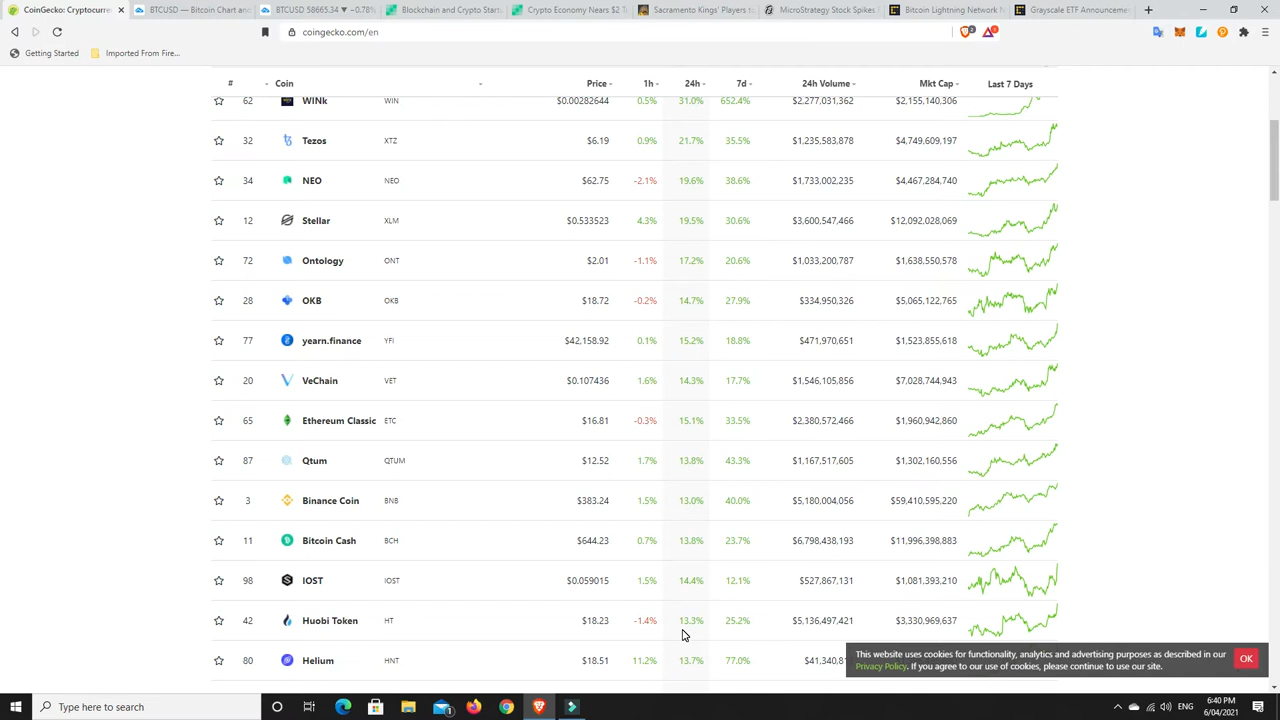 CoinGecko: Cryptocurre
BTCUSD — Bitcoin Chart and
BTCUSD 58665.34 ▼ −0.78%
Blockchain and Crypto Startu
Crypto Economy Nears $2 T
Sacramento Kings' Players to
MicroStrategy Stock Spikes
Bitcoin Lightning Network
Grayscale ETF Announcemen
coingecko.com/en
Getting Started
Imported From Fire...
# Coin Price 1h 24h 7d 24h Volume Mkt Cap Last 7 Days
62 WINk WIN $0.00282644 0.5% 31.0% 652.4% $2,277,031,362 $2,155,140,306
32 Tezos XTZ $6.19 0.9% 21.7% 35.5% $1,235,583,878 $4,749,609,197
34 NEO NEO $62.75 -2.1% 19.6% 38.6% $1,733,002,235 $4,467,284,740
12 Stellar XLM $0.533523 4.3% 19.5% 30.6% $3,600,547,466 $12,092,028,069
72 Ontology ONT $2.01 -1.1% 17.2% 20.6% $1,033,200,787 $1,638,550,578
28 OKB OKB $18.72 -0.2% 14.7% 27.9% $334,950,326 $5,065,122,765
77 yearn.finance YFI $42,158.92 0.1% 15.2% 18.8% $471,970,651 $1,523,855,618
20 VeChain VET $0.107436 1.6% 14.3% 17.7% $1,546,105,856 $7,028,744,943
65 Ethereum Classic ETC $16.81 -0.3% 15.1% 33.5% $2,380,572,466 $1,960,942,860
87 Qtum QTUM $12.52 1.7% 13.8% 43.3% $1,167,517,605 $1,302,160,556
3 Binance Coin BNB $383.24 1.5% 13.0% 40.0% $5,180,004,056 $59,410,595,220
11 Bitcoin Cash BCH $644.23 0.7% 13.8% 23.7% $6,798,438,193 $11,996,398,883
98 IOST IOST $0.059015 1.5% 14.4% 12.1% $527,867,131 $1,081,393,210
42 Huobi Token HT $18.23 -1.4% 13.3% 25.2% $5,136,497,421 $3,330,969,637
80 Helium HNT $18.51 11.2% 13.7% 77.0% $41,340,8
This website uses cookies for functionality, analytics and advertising purposes as described in our
Privacy Policy. If you agree to our use of cookies, please continue to use our site.
OK
Type here to search
ENG
6:40 PM
6/04/2021